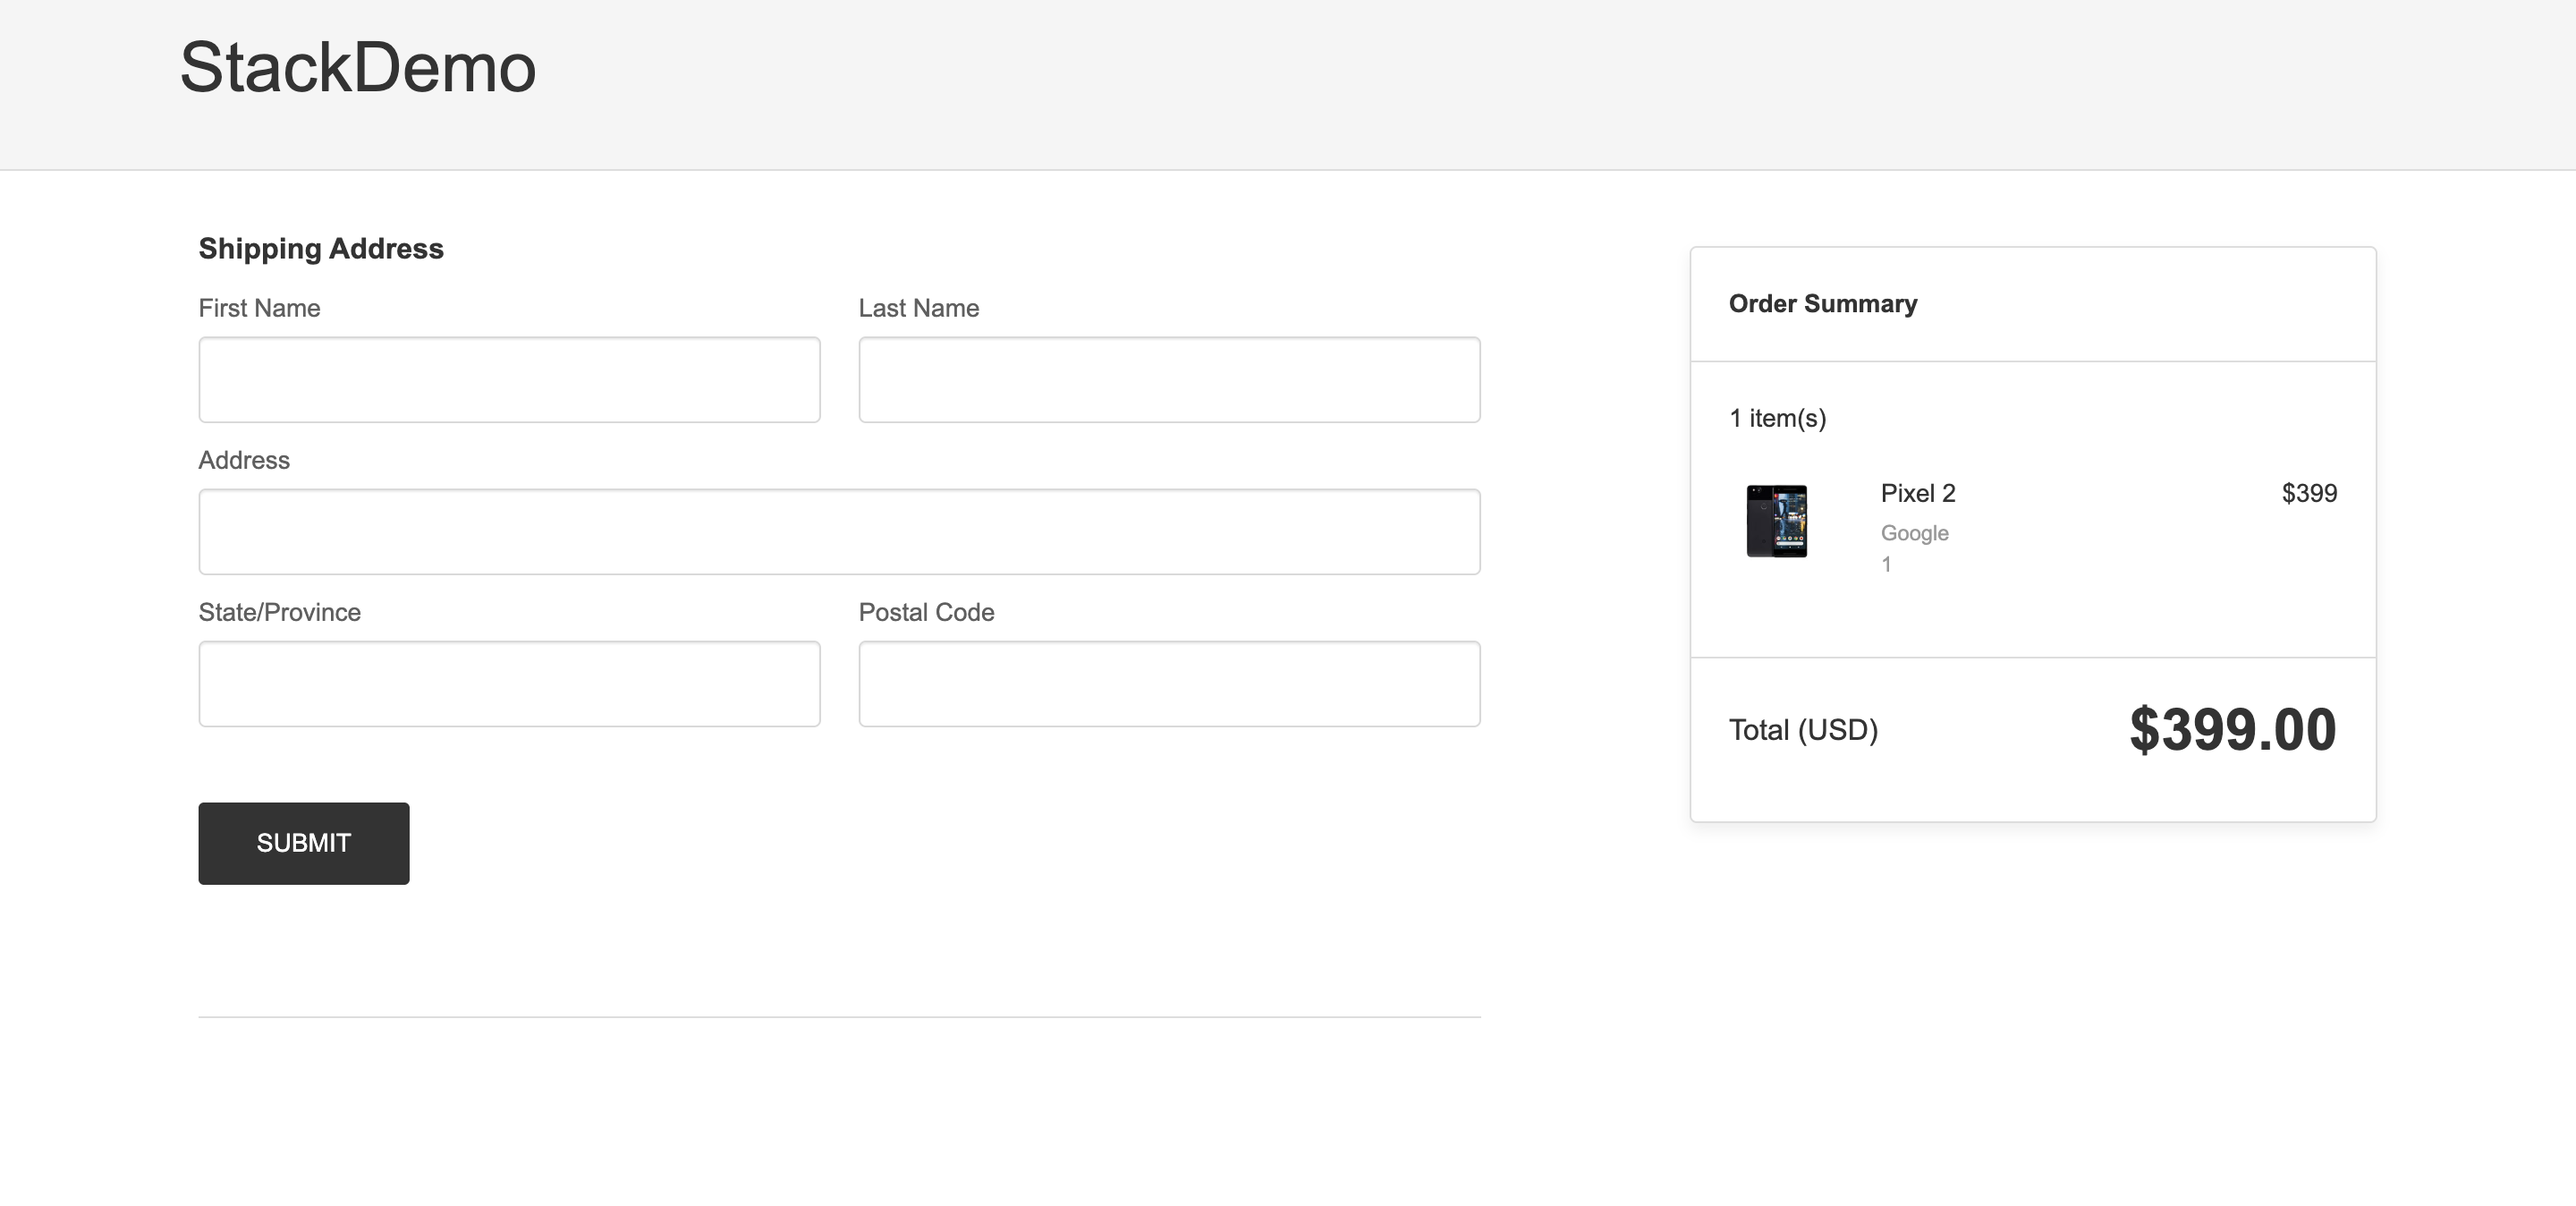 StackDemo
Shipping Address
First Name
Last Name
Address
State/Province
Postal Code
SUBMIT
Order Summary
1 item(s)
Pixel 2
$399
Google
1
Total (USD)
$399.00